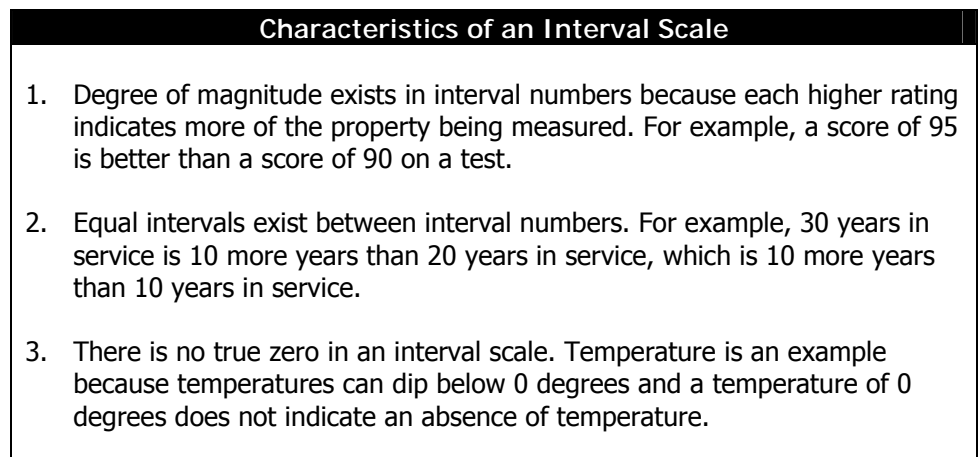 Characteristics of an Interval Scale
1. Degree of magnitude exists in interval numbers because each higher rating
indicates more of the property being measured. For example, a score of 95
is better than a score of 90 on a test.
2. Equal intervals exist between interval numbers. For example, 30 years in
service is 10 more years than 20 years in service, which is 10 more years
than 10 years in service.
3. There is no true zero in an interval scale. Temperature is an example
because temperatures can dip below 0 degrees and a temperature of 0
degrees does not indicate an absence of temperature.